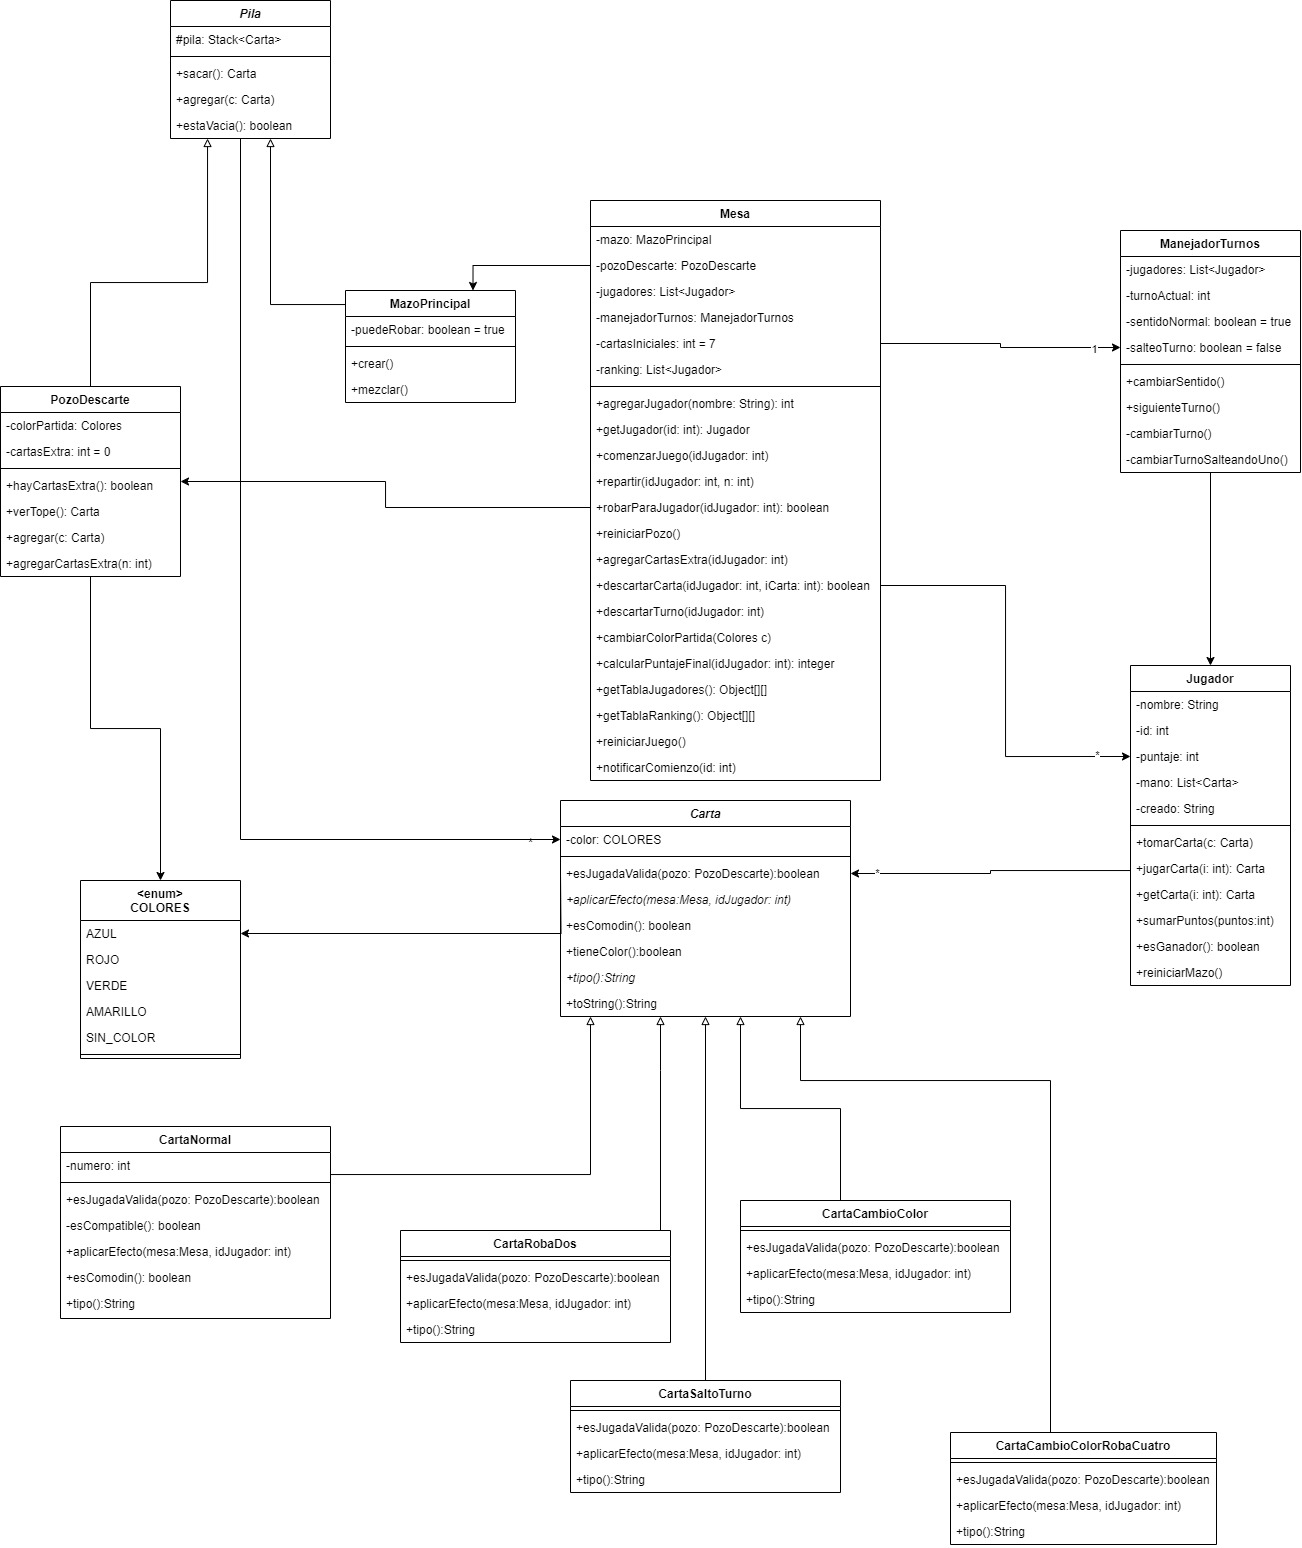 Pila
#pila: Stack<Carta>
+sacar(): Carta
+agregar(c: Carta)
+estaVacia(): boolean
Mesa
-mazo: MazoPrincipal
-pozoDescarte: PozoDescarte
-jugadores: List<Jugador>
-manejadorTurnos: ManejadorTurnos
-cartasIniciales: int = 7
-ranking: List<Jugador>
+agregarJugador(nombre: String): int
+getJugador(id: int): Jugador
+comenzarJuego(idJugador: int)
+repartir(idJugador: int, n: int)
+robarParaJugador(idJugador: int): boolean
+reiniciarPozo()
+agregarCartasExtra(idJugador: int)
+descartarCarta(idJugador: int, iCarta: int): boolean
+descartarTurno(idJugador: int)
+cambiarColorPartida(Colores c)
+calcularPuntajeFinal(idJugador: int): integer
+getTablaJugadores(): Object[][]
+getTablaRanking(): Object[][]
+reiniciarJuego()
+notificarComienzo(id: int)
ManejadorTurnos
-jugadores: List<Jugador>
-turnoActual: int
-sentidoNormal: boolean = true
-salteoTurno: boolean = false
+cambiarSentido()
+siguienteTurno()
-cambiarTurno()
-cambiarTurnoSalteandoUno()
1
MazoPrincipal
-puedeRobar: boolean = true
+crear()
+mezclar()
PozoDescarte
-colorPartida: Colores
-cartasExtra: int = 0
+hayCartasExtra(): boolean
+verTope(): Carta
+agregar(c: Carta)
+agregarCartasExtra(n: int)
Jugador
-nombre: String
-id: int
-puntaje: int
-mano: List<Carta>
-creado: String
+tomarCarta(c: Carta)
+jugarCarta(i: int): Carta
+getCarta(i: int): Carta
+sumarPuntos(puntos:int)
+esGanador(): boolean
+reiniciarMazo()
*
Carta
-color: COLORES
+esJugadaValida(pozo: PozoDescarte):boolean
+aplicarEfecto(mesa:Mesa, idJugador: int)
+esComodin(): boolean
+tieneColor():boolean
+tipo():String
+toString():String
*
*
<enum>
COLORES
AZUL
ROJO
VERDE
AMARILLO
SIN_COLOR
CartaNormal
-numero: int
+esJugadaValida(pozo: PozoDescarte):boolean
-esCompatible(): boolean
+aplicarEfecto(mesa:Mesa, idJugador: int)
+esComodin(): boolean
+tipo():String
CartaRobaDos
+esJugadaValida(pozo: PozoDescarte):boolean
+aplicarEfecto(mesa:Mesa, idJugador: int)
+tipo():String
CartaCambioColor
+esJugadaValida(pozo: PozoDescarte):boolean
+aplicarEfecto(mesa:Mesa, idJugador: int)
+tipo():String
CartaSaltoTurno
+esJugadaValida(pozo: PozoDescarte):boolean
+aplicarEfecto(mesa:Mesa, idJugador: int)
+tipo():String
CartaCambioColorRobaCuatro
+esJugadaValida(pozo: PozoDescarte):boolean
+aplicarEfecto(mesa:Mesa, idJugador: int)
+tipo():String